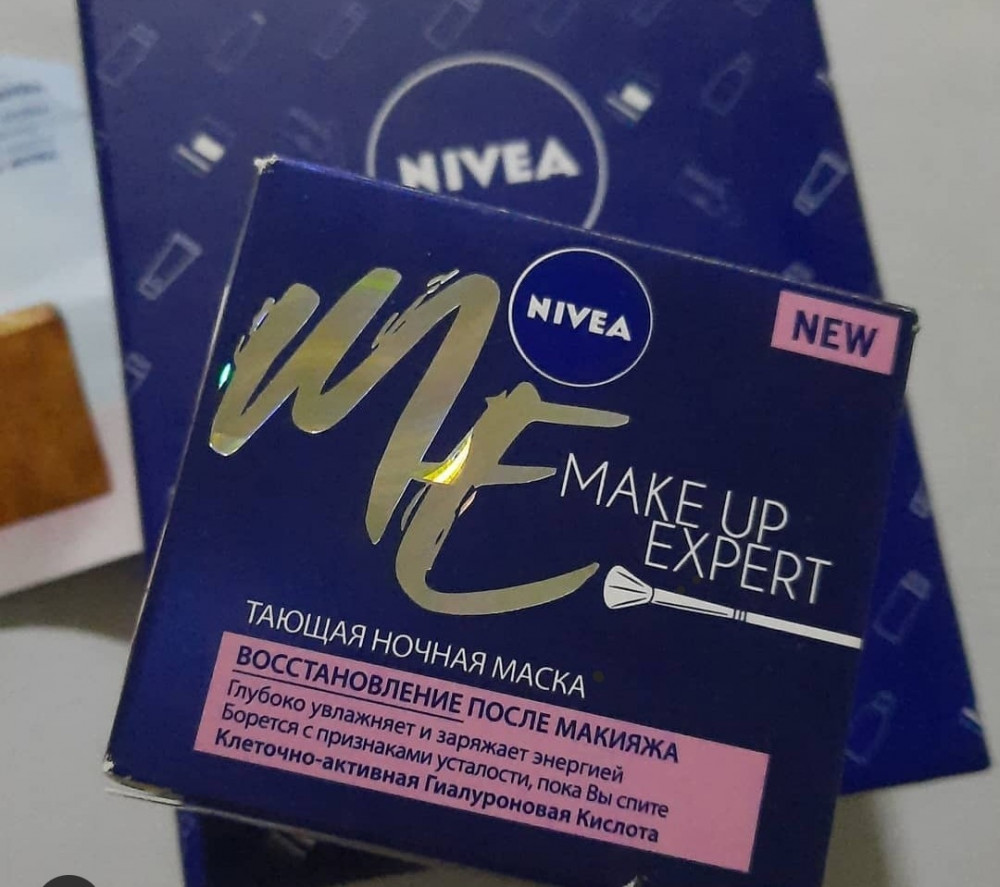 NIVEA
ME
NIVEA
NEW
MAKE UP
EXPERT
ТАЮЩАЯ НОЧНАЯ МАСКА
ВОССТАНОВЛЕНИЕ ПОСЛЕ МАКИЯЖА
Глубоко увлажняет и заряжает энергией
Борется с признаками усталости, пока Вы спите
Клеточно-активная Гиалуроновая Кислота